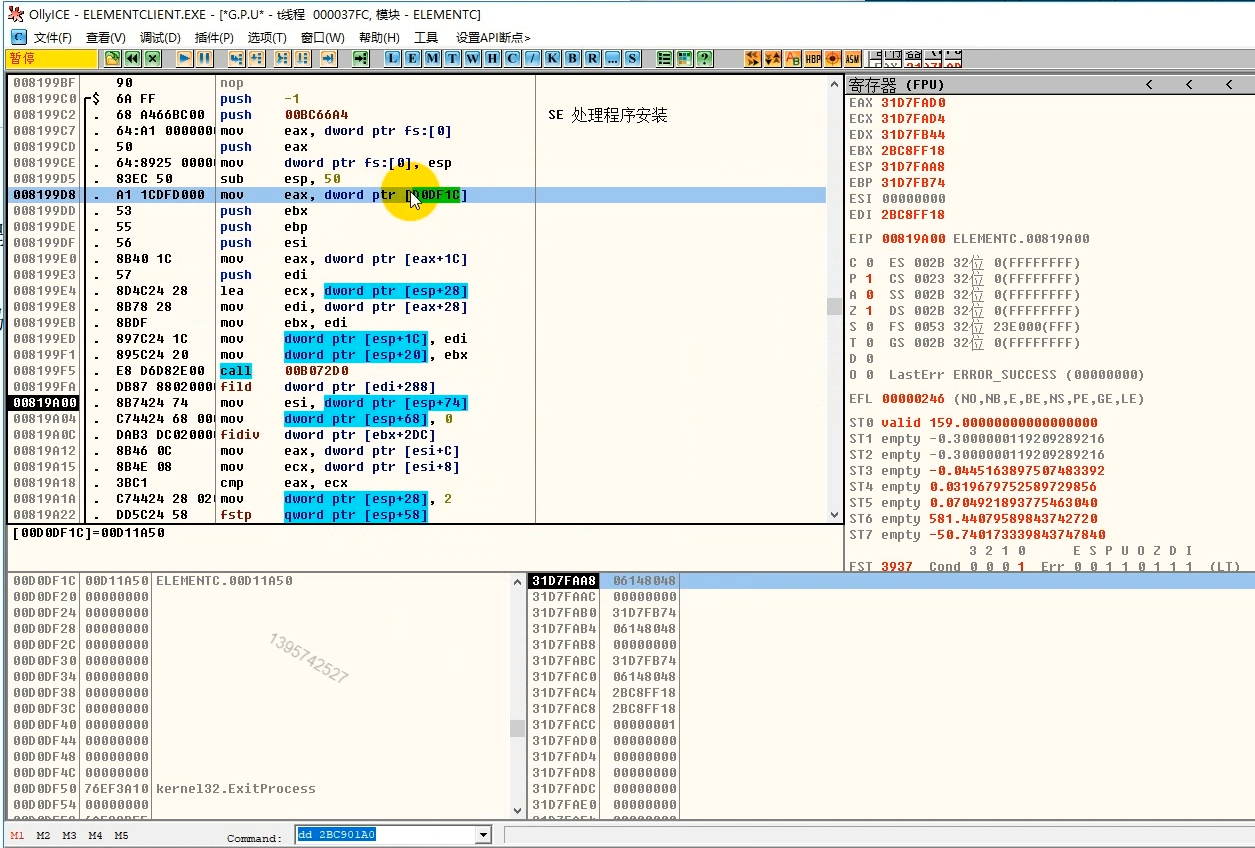 OllyICE - ELEMENTCLIENT.EXE - [*G.P.U* - t线程 000037FC, 模块 - ELEMENTC]
文件(F) 查看(V) 调试(D) 插件(P) 选项(T) 窗口(W) 帮助(H) 工具 设置API断点>
暂停 L E M T W H C / K B R ... S ? HBP ASM
008199BF 90 nop
008199C0 $ 6A FF push -1
008199C2 . 68 A466BC00 push 00BC66A4 SE 处理程序安装
008199C7 . 64:A1 000000 mov eax, dword ptr fs:[0]
008199CD . 50 push eax
008199CE . 64:8925 0000 mov dword ptr fs:[0], esp
008199D5 . 83EC 50 sub esp, 50
008199D8 . A1 1CDFD000 mov eax, dword ptr [D0DF1C]
008199DD . 53 push ebx
008199DE . 55 push ebp
008199DF . 56 push esi
008199E0 . 8B40 1C mov eax, dword ptr [eax+1C]
008199E3 . 57 push edi
008199E4 . 8D4C24 28 lea ecx, dword ptr [esp+28]
008199E8 . 8B78 28 mov edi, dword ptr [eax+28]
008199EB . 8BDF mov ebx, edi
008199ED . 897C24 1C mov dword ptr [esp+1C], edi
008199F1 . 895C24 20 mov dword ptr [esp+20], ebx
008199F5 . E8 D6D82E00 call 00B072D0
008199FA . DB87 88020000 fild dword ptr [edi+288]
00819A00 . 8B7424 74 mov esi, dword ptr [esp+74]
00819A04 . C74424 68 00 mov dword ptr [esp+68], 0
00819A0C . DAB3 DC020000 fidiv dword ptr [ebx+2DC]
00819A12 . 8B46 0C mov eax, dword ptr [esi+C]
00819A15 . 8B4E 08 mov ecx, dword ptr [esi+8]
00819A18 . 3BC1 cmp eax, ecx
00819A1A . C74424 28 02 mov dword ptr [esp+28], 2
00819A22 . DD5C24 58 fstp qword ptr [esp+58]
[00D0DF1C]=00D11A50
寄存器 (FPU) < < <
EAX 31D7FAD0
ECX 31D7FAD4
EDX 31D7FB44
EBX 2BC8FF18
ESP 31D7FAA8
EBP 31D7FB74
ESI 00000000
EDI 2BC8FF18
EIP 00819A00 ELEMENTC.00819A00
C 0 ES 002B 32位 0(FFFFFFFF)
P 1 CS 0023 32位 0(FFFFFFFF)
A 0 SS 002B 32位 0(FFFFFFFF)
Z 1 DS 002B 32位 0(FFFFFFFF)
S 0 FS 0053 32位 23E000(FFF)
T 0 GS 002B 32位 0(FFFFFFFF)
D 0
O 0 LastErr ERROR_SUCCESS (00000000)
EFL 00000246 (NO,NB,E,BE,NS,PE,GE,LE)
ST0 valid 159.00000000000000000
ST1 empty -0.3000000119209289216
ST2 empty -0.3000000119209289216
ST3 empty -0.0445163897507483392
ST4 empty 0.0319679752589729856
ST5 empty 0.0704921893775463040
ST6 empty 581.44079589843742720
ST7 empty -50.740173339843747840
3 2 1 0 E S P U O Z D I
FST 3937 Cond 0 0 0 1 Err 0 0 1 1 0 1 1 1 (LT)
00D0DF1C 00D11A50 ELEMENTC.00D11A50
00D0DF20 00000000
00D0DF24 00000000
00D0DF28 00000000
00D0DF2C 00000000
00D0DF30 00000000
00D0DF34 00000000
00D0DF38 00000000
00D0DF3C 00000000
00D0DF40 00000000
00D0DF44 00000000
00D0DF48 00000000
00D0DF4C 00000000
00D0DF50 76EF3A10 kernel32.ExitProcess
00D0DF54 00000000
1395742527
31D7FAA8 06148048
31D7FAAC 00000000
31D7FAB0 31D7FB74
31D7FAB4 06148048
31D7FAB8 00000000
31D7FABC 31D7FB74
31D7FAC0 06148048
31D7FAC4 2BC8FF18
31D7FAC8 2BC8FF18
31D7FACC 00000001
31D7FAD0 00000000
31D7FAD4 00000000
31D7FAD8 00000000
31D7FADC 00000000
31D7FAE0 00000000
M1 M2 M3 M4 M5 Command: dd 2BC901A0